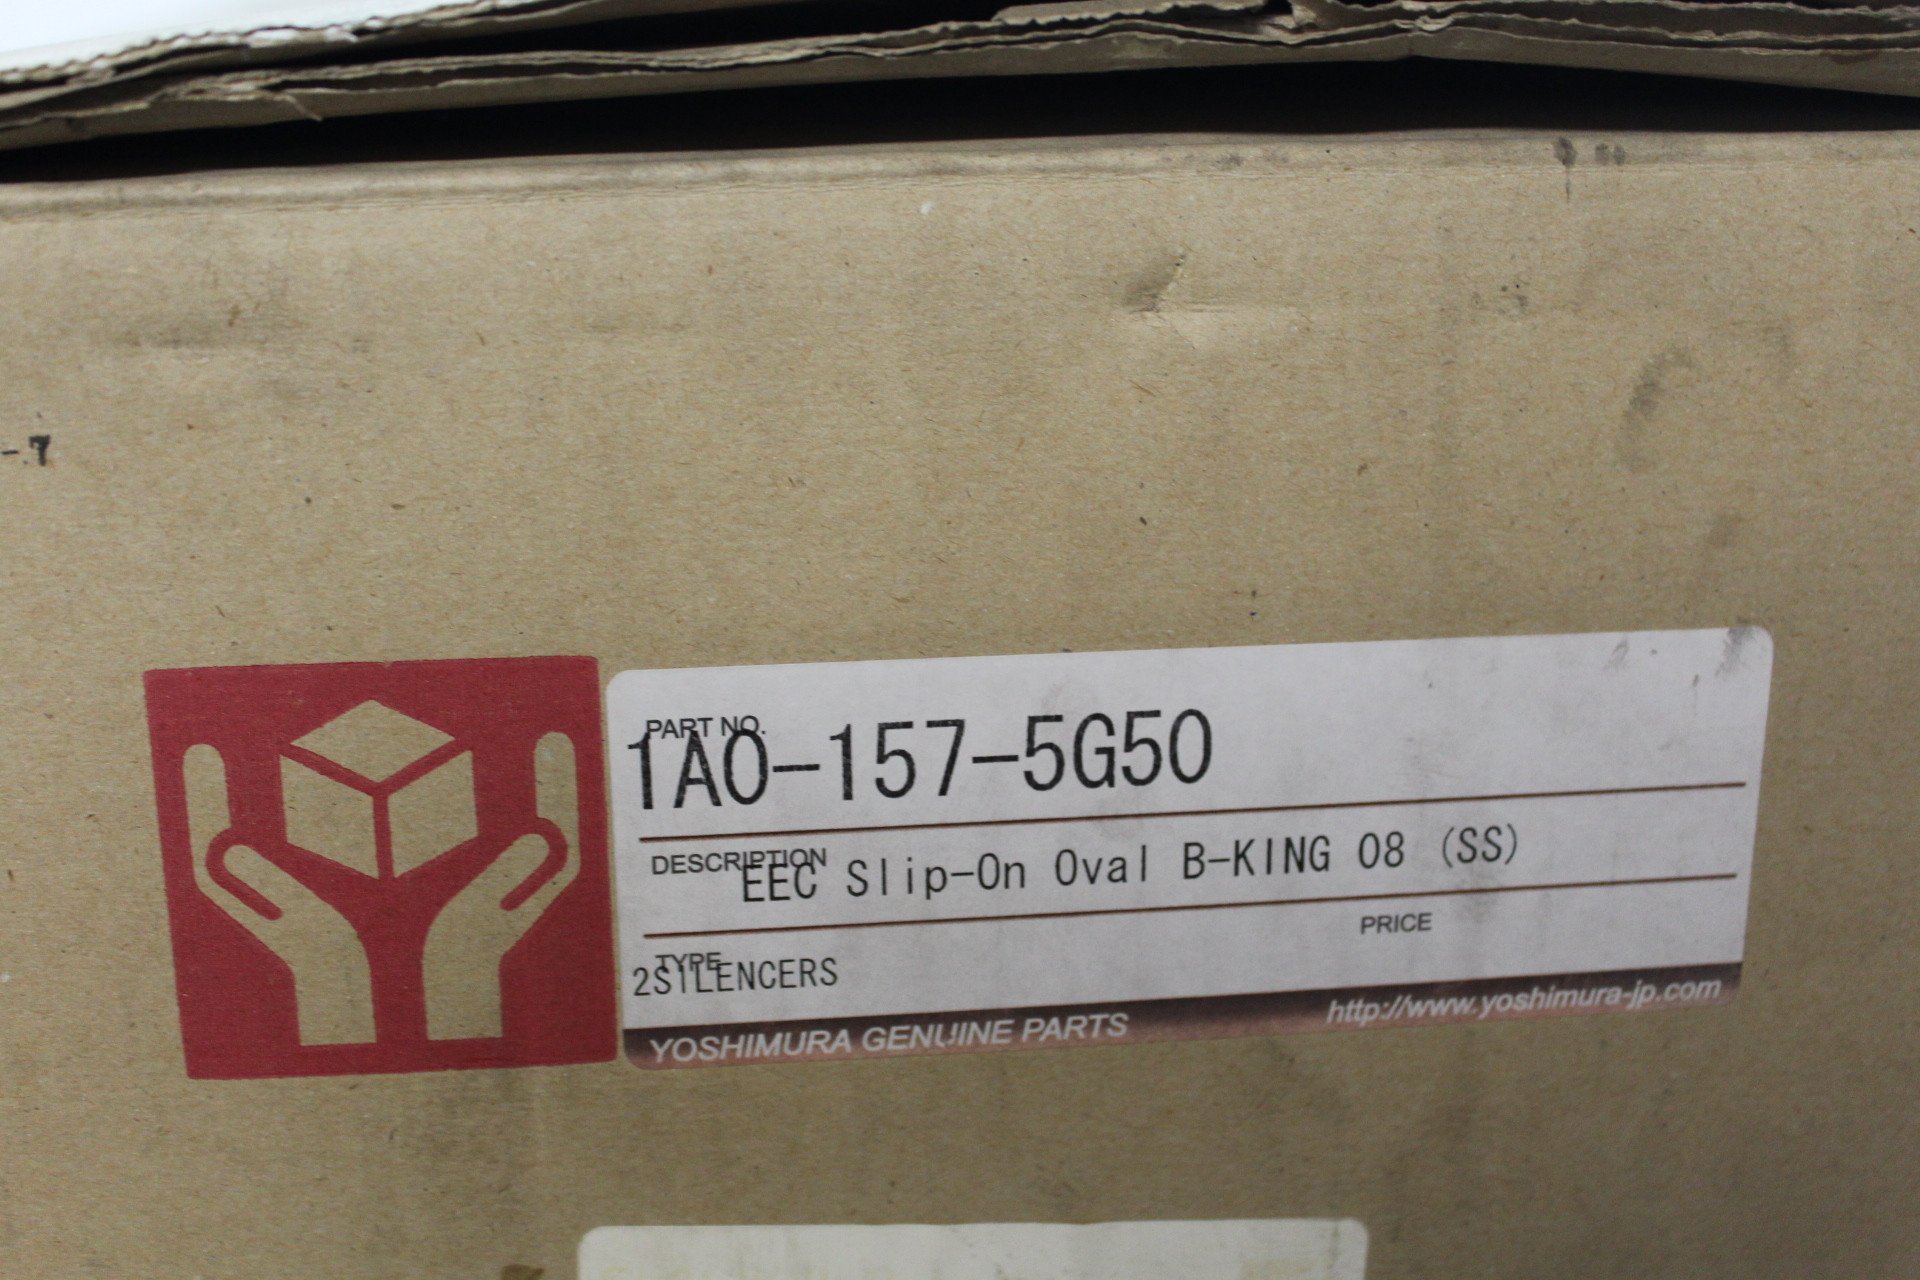 -.7
PART NO.
1A0-157-5G50
DESCRIPTION
EEC Slip-On Oval B-KING 08 (SS)
PRICE
TYPE
2SILENCERS
YOSHIMURA GENUINE PARTS
http://www.yoshimura-jp.com